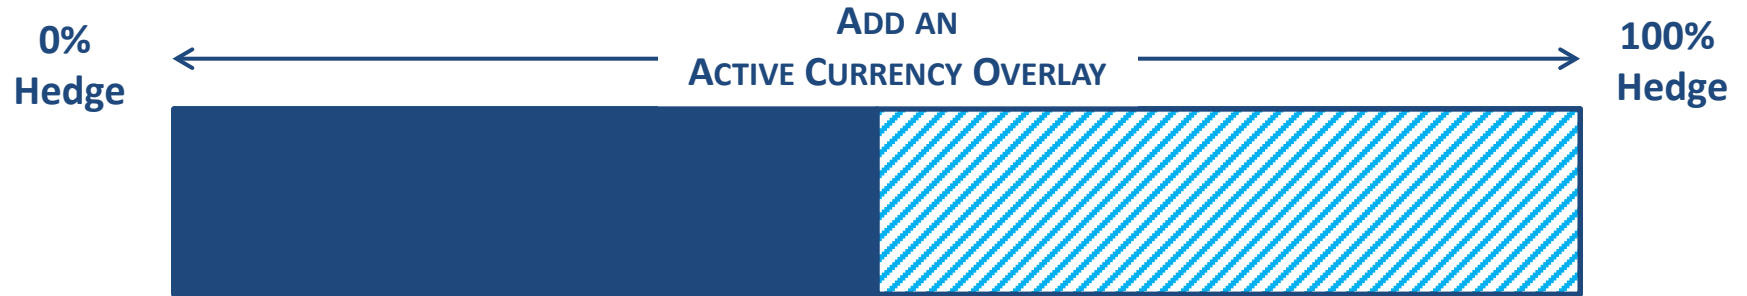 0%
Hedge
ADD AN
ACTIVE CURRENCY OVERLAY
100%
Hedge